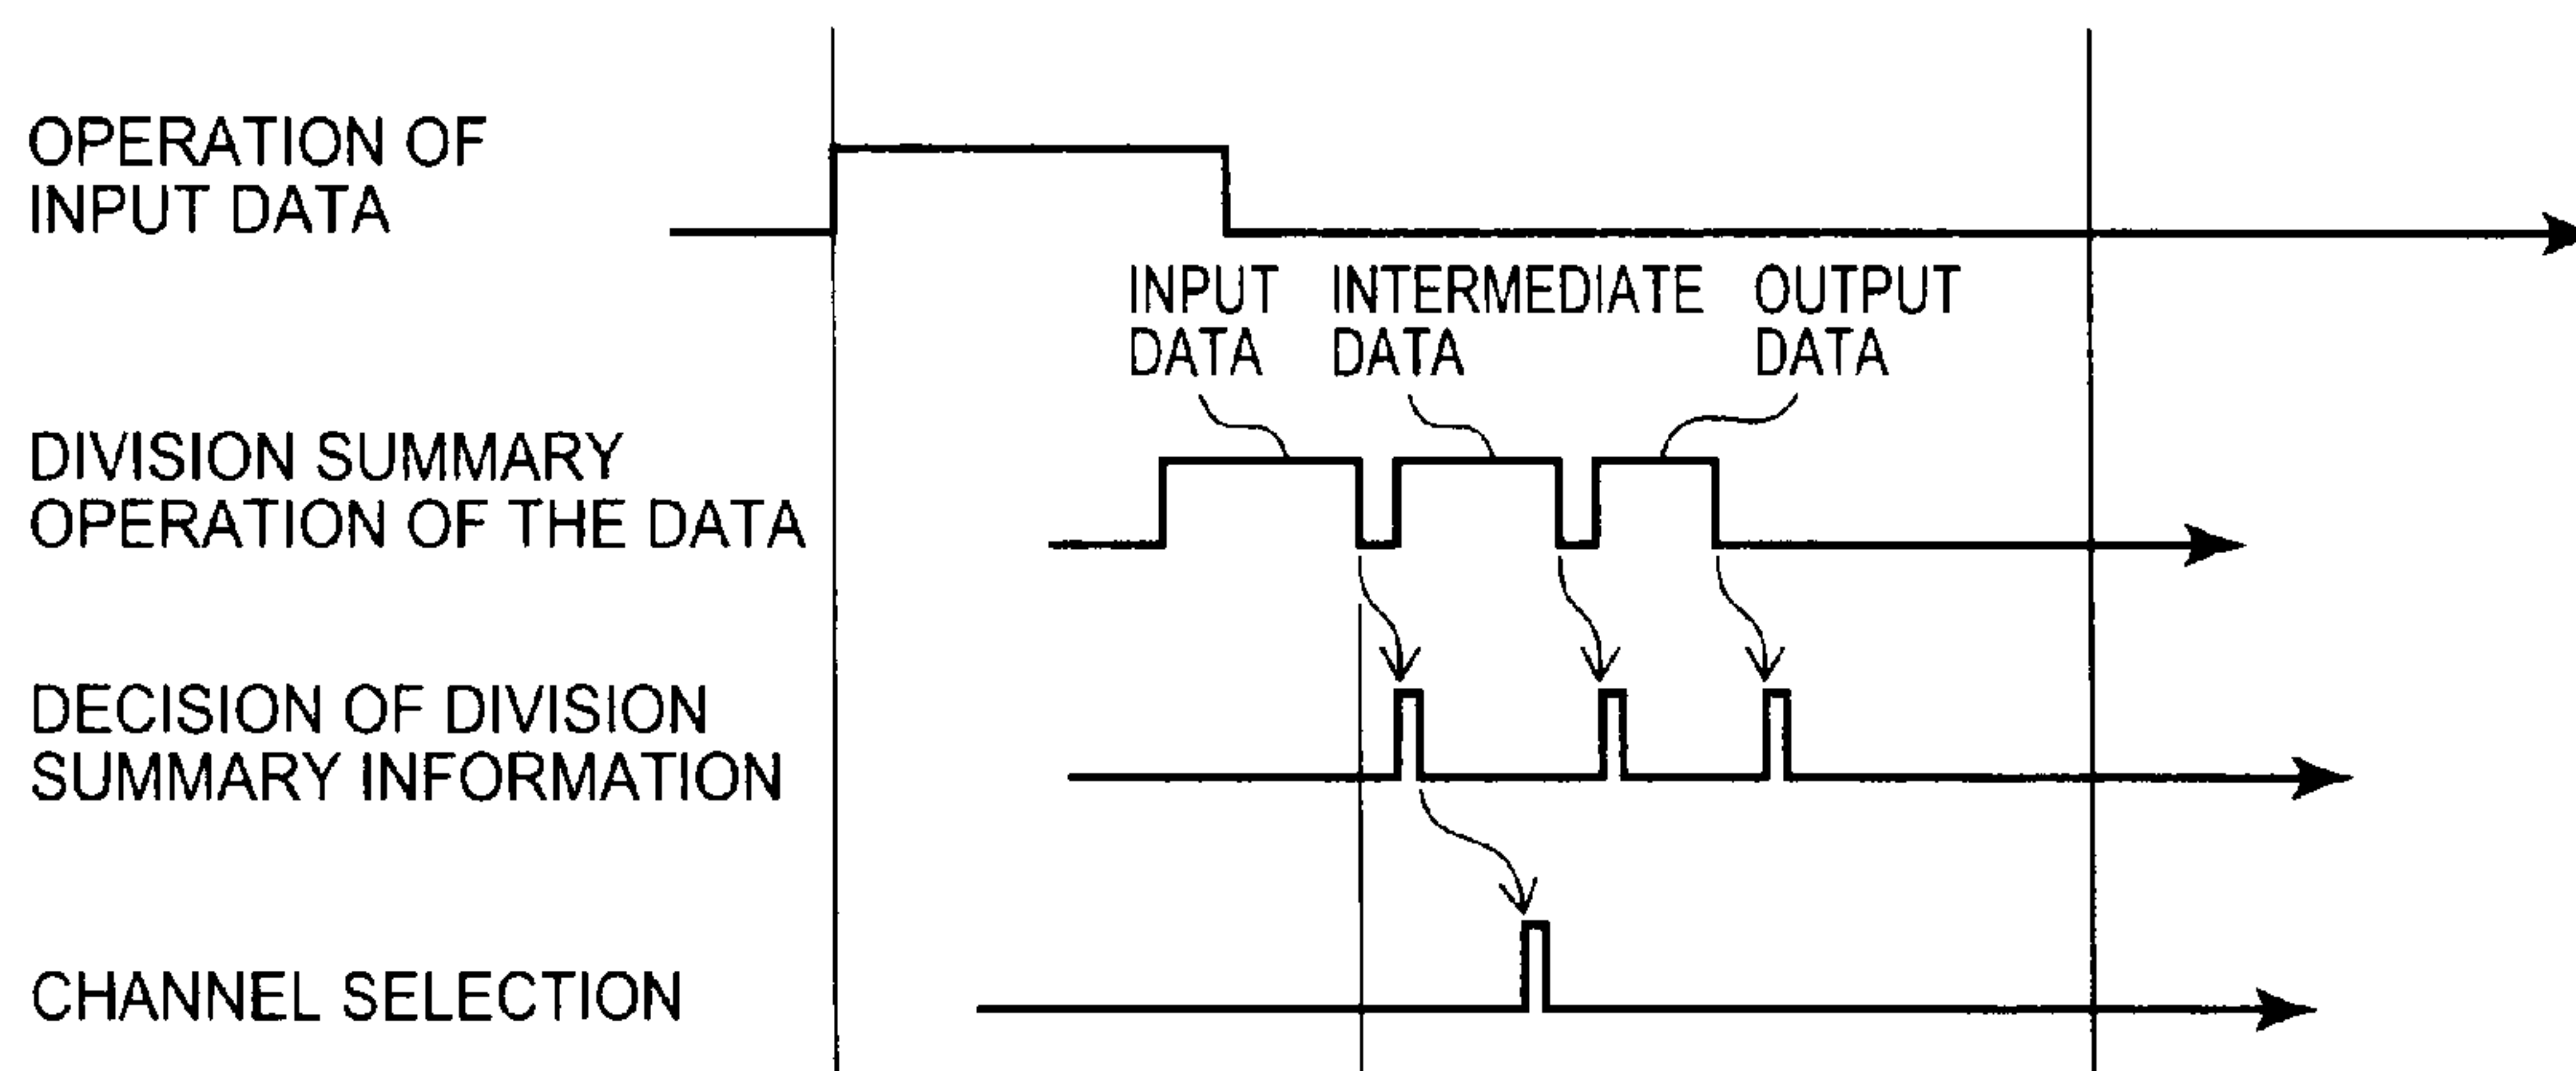 OPERATION OF
INPUT DATA
INPUT
DATA
INTERMEDIATE
DATA
OUTPUT
DATA
DIVISION SUMMARY
OPERATION OF THE DATA
DECISION OF DIVISION
SUMMARY INFORMATION
CHANNEL SELECTION